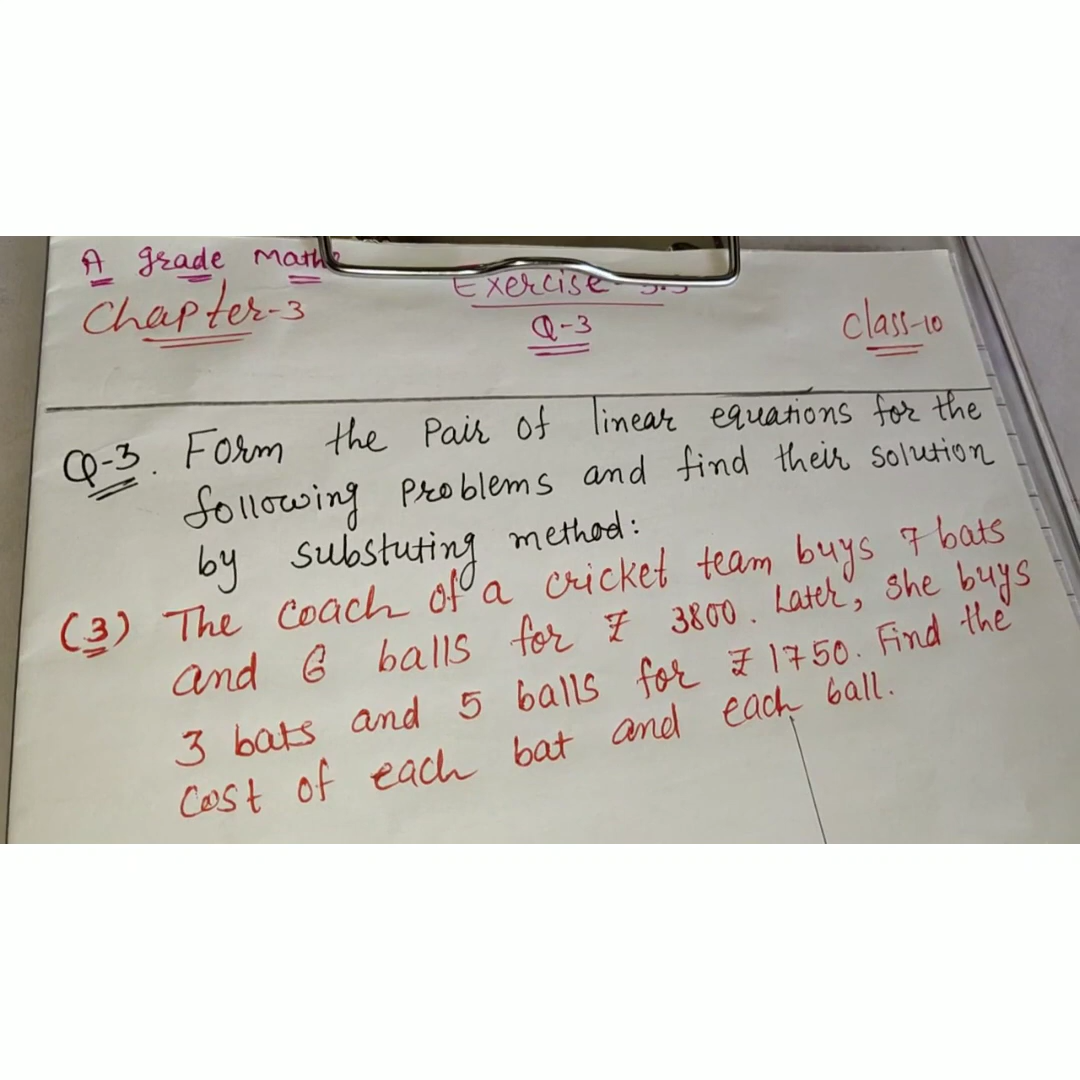 A grade Maths
Exercise
Chapter-3
Q-3
Class-10
Q-3. Form the Pair of linear equations for the
following Problems and find their solution
by substuting method:
(3) The coach of a cricket team buys 7 bats
and 6 balls for ₹ 3800. Later, she buys
3 bats and 5 balls for ₹ 1750. Find the
Cost of each bat and each ball.